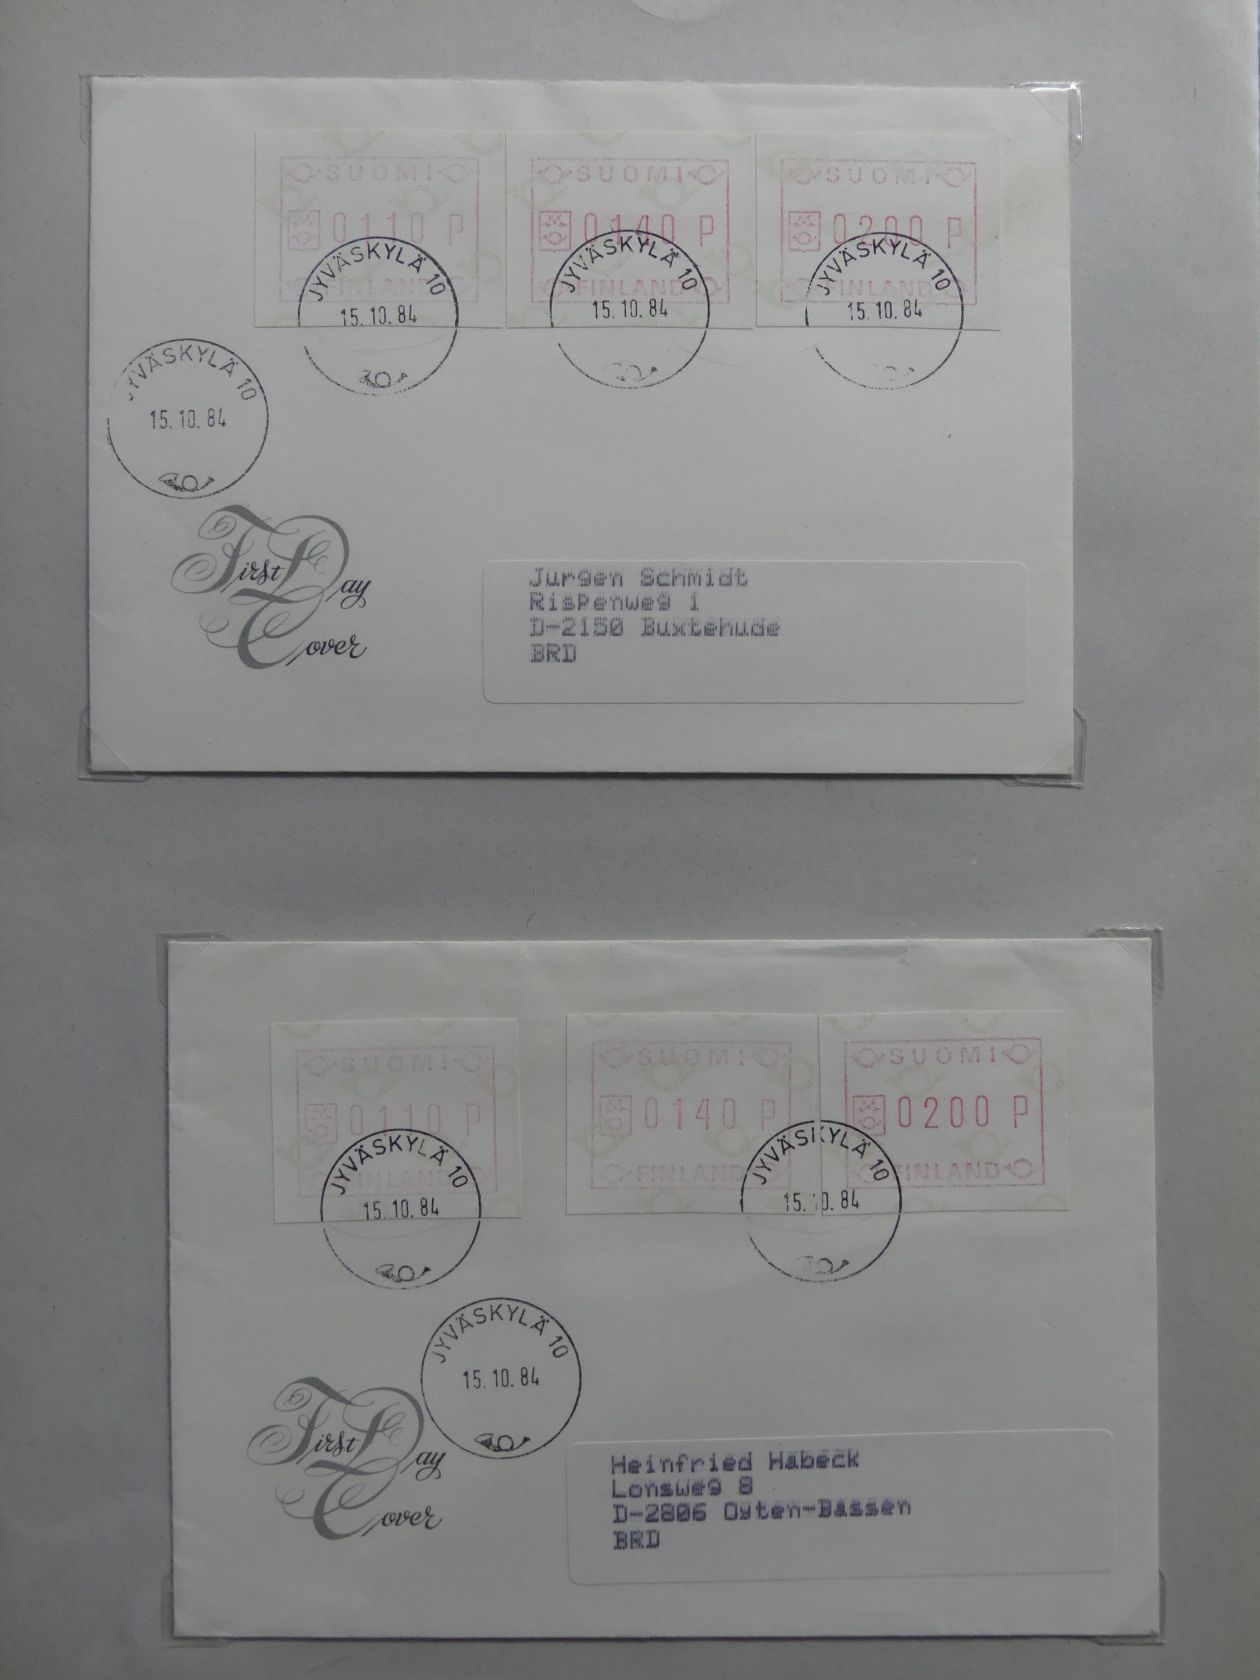 SUOMI SUOMI SUOMI
0110 P 0140 P 0200 P
FINLAND FINLAND FINLAND
JYVÄSKYLÄ 10 JYVÄSKYLÄ 10 JYVÄSKYLÄ 10
15.10.84 15.10.84 15.10.84
JYVÄSKYLÄ 10
15.10.84
First Day
Cover
Jürgen Schmidt
Rispenweg 1
D-2150 Buxtehude
BRD
SUOMI SUOMI SUOMI
0110 P 0140 P 0200 P
FINLAND FINLAND FINLAND
JYVÄSKYLÄ 10 JYVÄSKYLÄ 10
15.10.84 15.10.84
JYVÄSKYLÄ 10
15.10.84
First Day
Cover
Heinfried Habeck
Lonsweg 8
D-2806 Oyten-Bassen
BRD